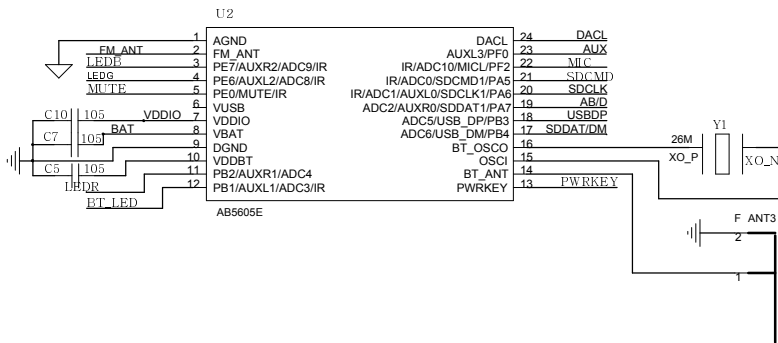 U2
1 AGND DACL 24 DACL
FM_ANT 2 FM_ANT AUXL3/PF0 23 AUX
LEDB 3 PE7/AUXR2/ADC9/IR IR/ADC10/MICL/PF2 22 MIC
LEDG 4 PE6/AUXL2/ADC8/IR IR/ADC0/SDCMD1/PA5 21 SDCMD
MUTE 5 PE0/MUTE/IR IR/ADC1/AUXL0/SDCLK1/PA6 20 SDCLK
6 VUSB ADC2/AUXR0/SDDAT1/PA7 19 AB/D
C10 105 VDDIO 7 VDDIO ADC5/USB_DP/PB3 18 USBDP
C7 105 BAT 8 VBAT ADC6/USB_DM/PB4 17 SDDAT/DM
9 DGND BT_OSCO 16
C5 105 10 VDDBT OSCI 15
11 PB2/AUXR1/ADC4 BT_ANT 14
LEDR
BT_LED 12 PB1/AUXL1/ADC3/IR PWRKEY 13 PWRKEY
AB5605E
Y1
26M
XO_P XO_N
F ANT3
2
1